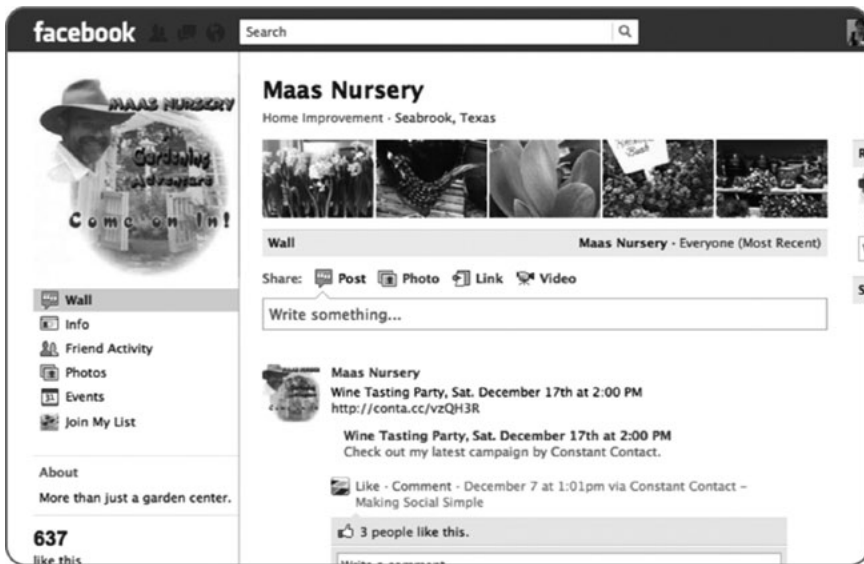 facebook
Search
MAAS NURSERY
A
Gardening
Adventure
Come on In!
Maas Nursery
Home Improvement · Seabrook, Texas
Wall
Maas Nursery · Everyone (Most Recent)
Share: Post Photo Link Video
Write something...
Wall
Info
Friend Activity
Photos
Events
Join My List
About
More than just a garden center.
637
like this
Maas Nursery
Wine Tasting Party, Sat. December 17th at 2:00 PM
http://conta.cc/vzQH3R
Wine Tasting Party, Sat. December 17th at 2:00 PM
Check out my latest campaign by Constant Contact.
Like · Comment · December 7 at 1:01pm via Constant Contact –
Making Social Simple
3 people like this.
Write a comment